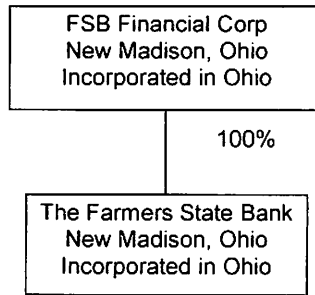 FSB Financial Corp
New Madison, Ohio
Incorporated in Ohio
100%
The Farmers State Bank
New Madison, Ohio
Incorporated in Ohio